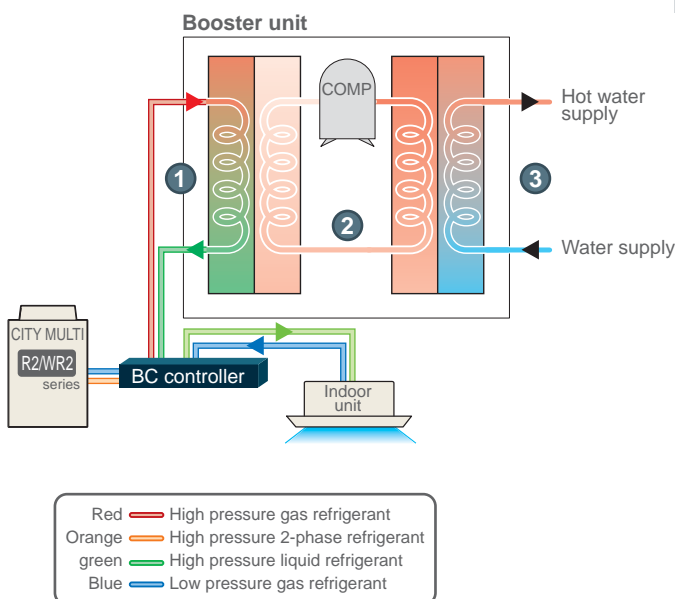 Booster unit
COMP
Hot water
supply
1
3
2
Water supply
CITY MULTI
R2/WR2
series
BC controller
Indoor
unit
Red High pressure gas refrigerant
Orange High pressure 2-phase refrigerant
green High pressure liquid refrigerant
Blue Low pressure gas refrigerant